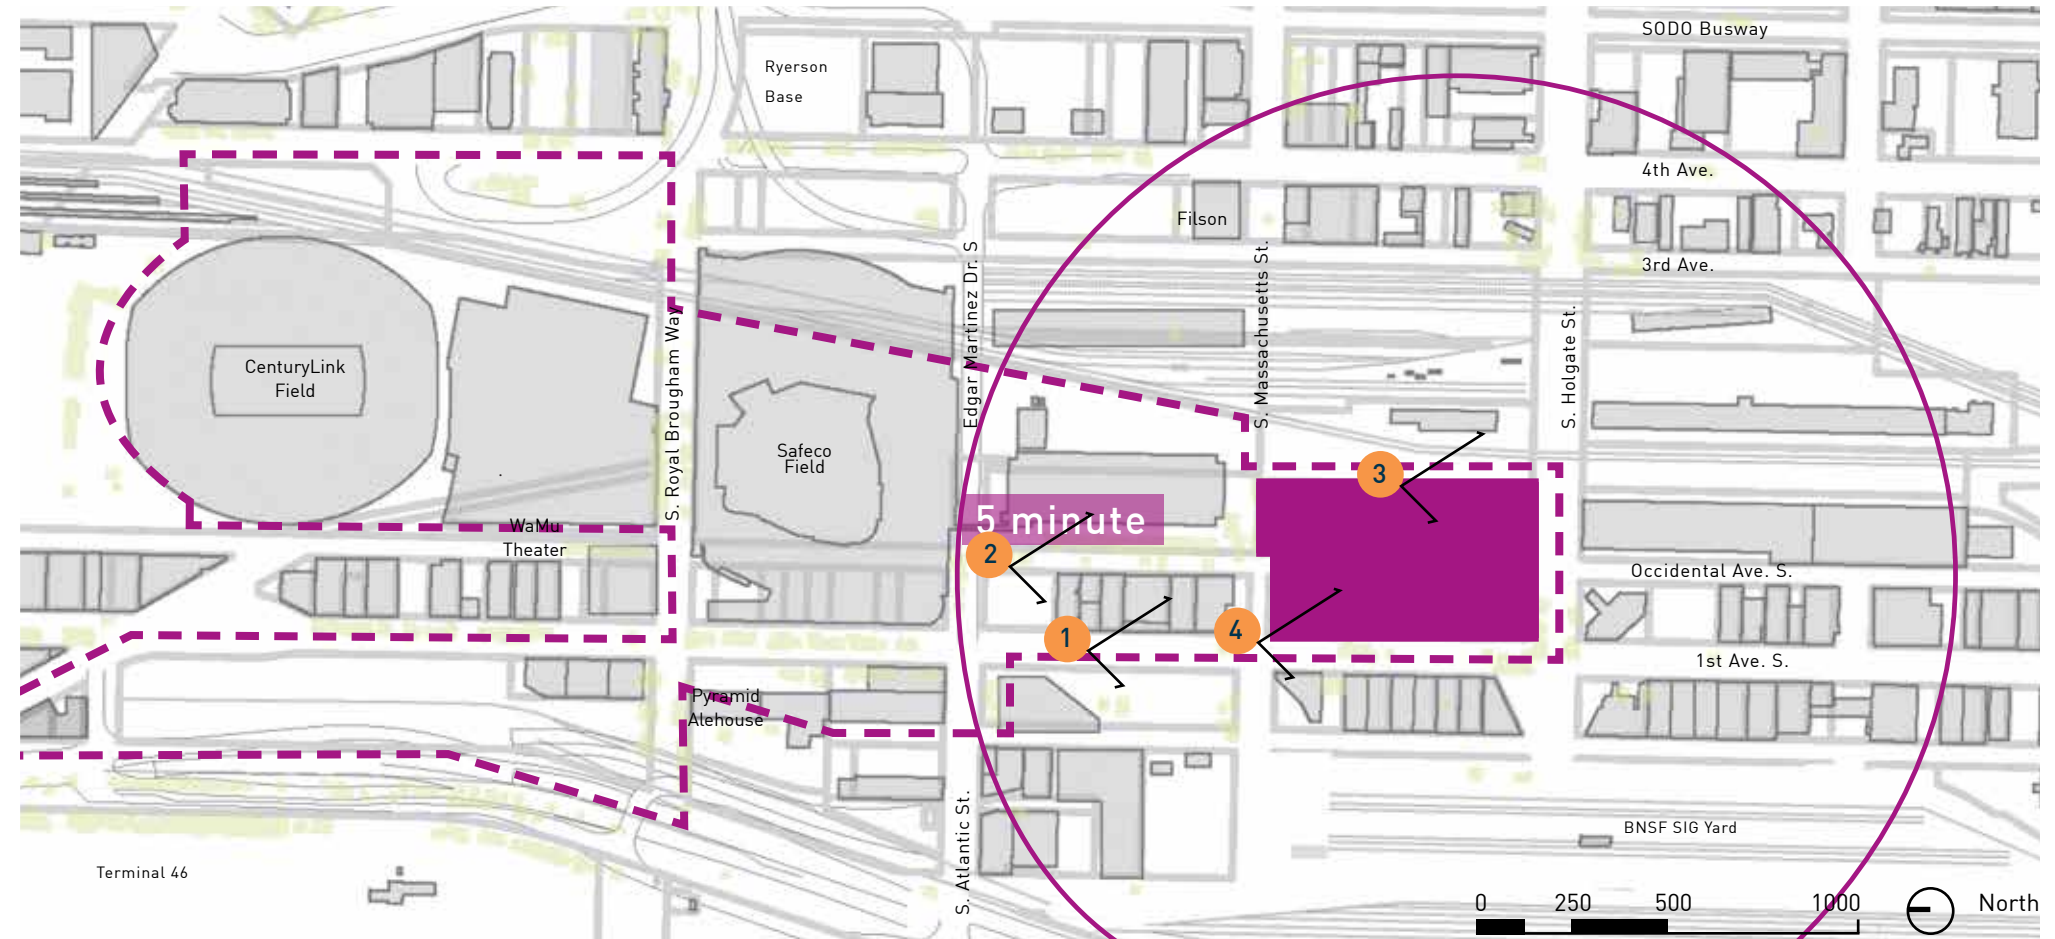 SODO Busway
Ryerson
Base
4th Ave.
Filson
3rd Ave.
S. Royal Brougham Way
Edgar Martinez Dr. S
S. Massachusetts St.
S. Holgate St.
CenturyLink
Field
Safeco
Field
3
5 minute
WaMu
Theater
2
Occidental Ave. S.
1
4
1st Ave. S.
Pyramid
Alehouse
S. Atlantic St.
BNSF SIG Yard
Terminal 46
0 250 500 1000
North